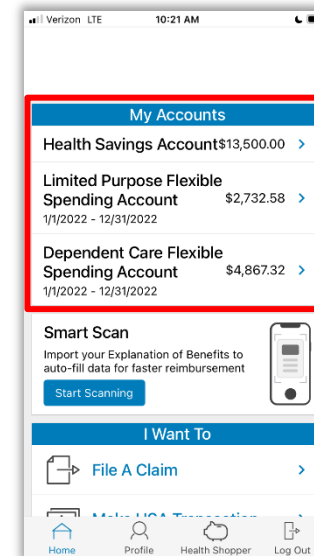 Verizon LTE 10:21 AM
My Accounts
Health Savings Account $13,500.00 >
Limited Purpose Flexible
Spending Account $2,732.58 >
1/1/2022 - 12/31/2022
Dependent Care Flexible
Spending Account $4,867.32 >
1/1/2022 - 12/31/2022
Smart Scan
Import your Explanation of Benefits to
auto-fill data for faster reimbursement
Start Scanning
I Want To
File A Claim >
Make HSA Transaction
Home Profile Health Shopper Log Out